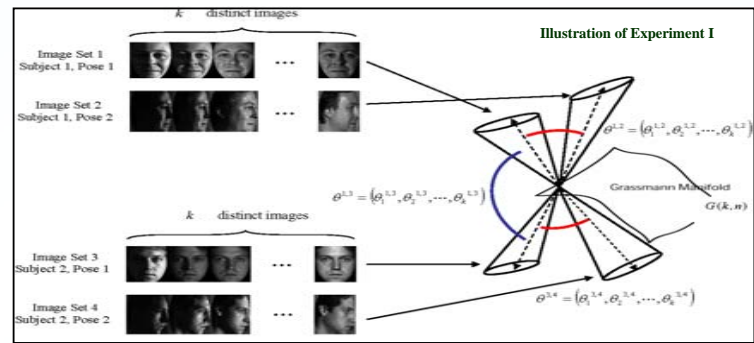 k distinct images
Illustration of Experiment I
Image Set 1
Subject 1, Pose 1
...
Image Set 2
Subject 1, Pose 2
...
θ^{1,2} = (θ_1^{1,2}, θ_2^{1,2}, ..., θ_k^{1,2})
Grassmann Manifold
G(k,n)
θ^{1,3} = (θ_1^{1,3}, θ_2^{1,3}, ..., θ_k^{1,3})
k distinct images
Image Set 3
Subject 2, Pose 1
...
Image Set 4
Subject 2, Pose 2
...
θ^{3,4} = (θ_1^{3,4}, θ_2^{3,4}, ..., θ_k^{3,4})